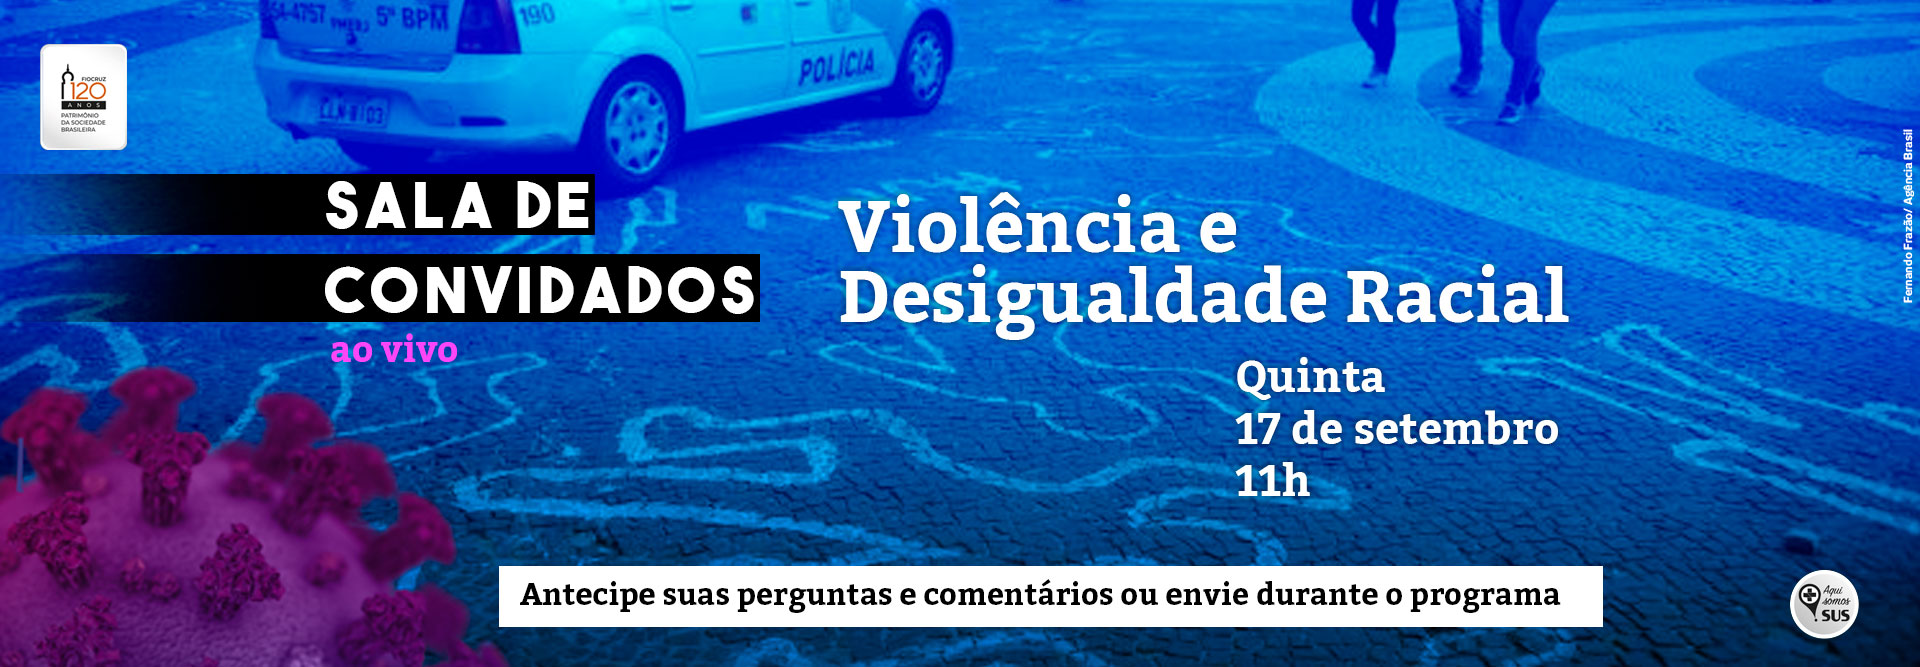 5ª BPM
190
POLÍCIA
FIOCRUZ
120
ANOS
PATRIMÔNIO
DA SOCIEDADE
BRASILEIRA
SALA DE
CONVIDADOS
ao vivo
Violência e
Desigualdade Racial
Quinta
17 de setembro
11h
Antecipe suas perguntas e comentários ou envie durante o programa
Fernando Frazão/ Agência Brasil
Aqui
somos
SUS